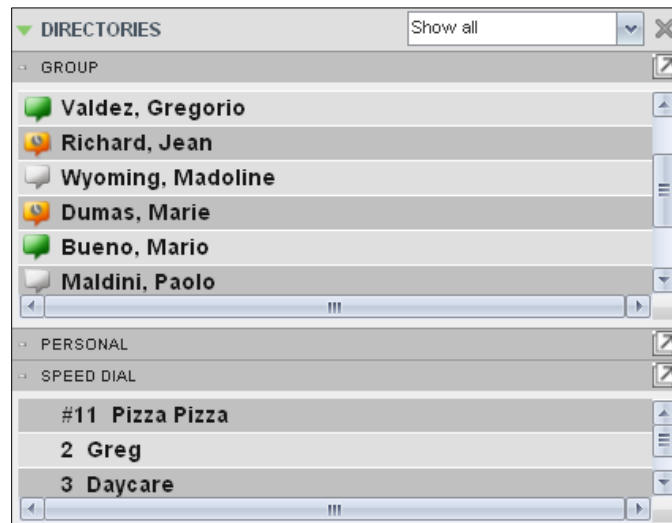 DIRECTORIES Show all
GROUP
Valdez, Gregorio
Richard, Jean
Wyoming, Madoline
Dumas, Marie
Bueno, Mario
Maldini, Paolo
PERSONAL
SPEED DIAL
#11 Pizza Pizza
2 Greg
3 Daycare